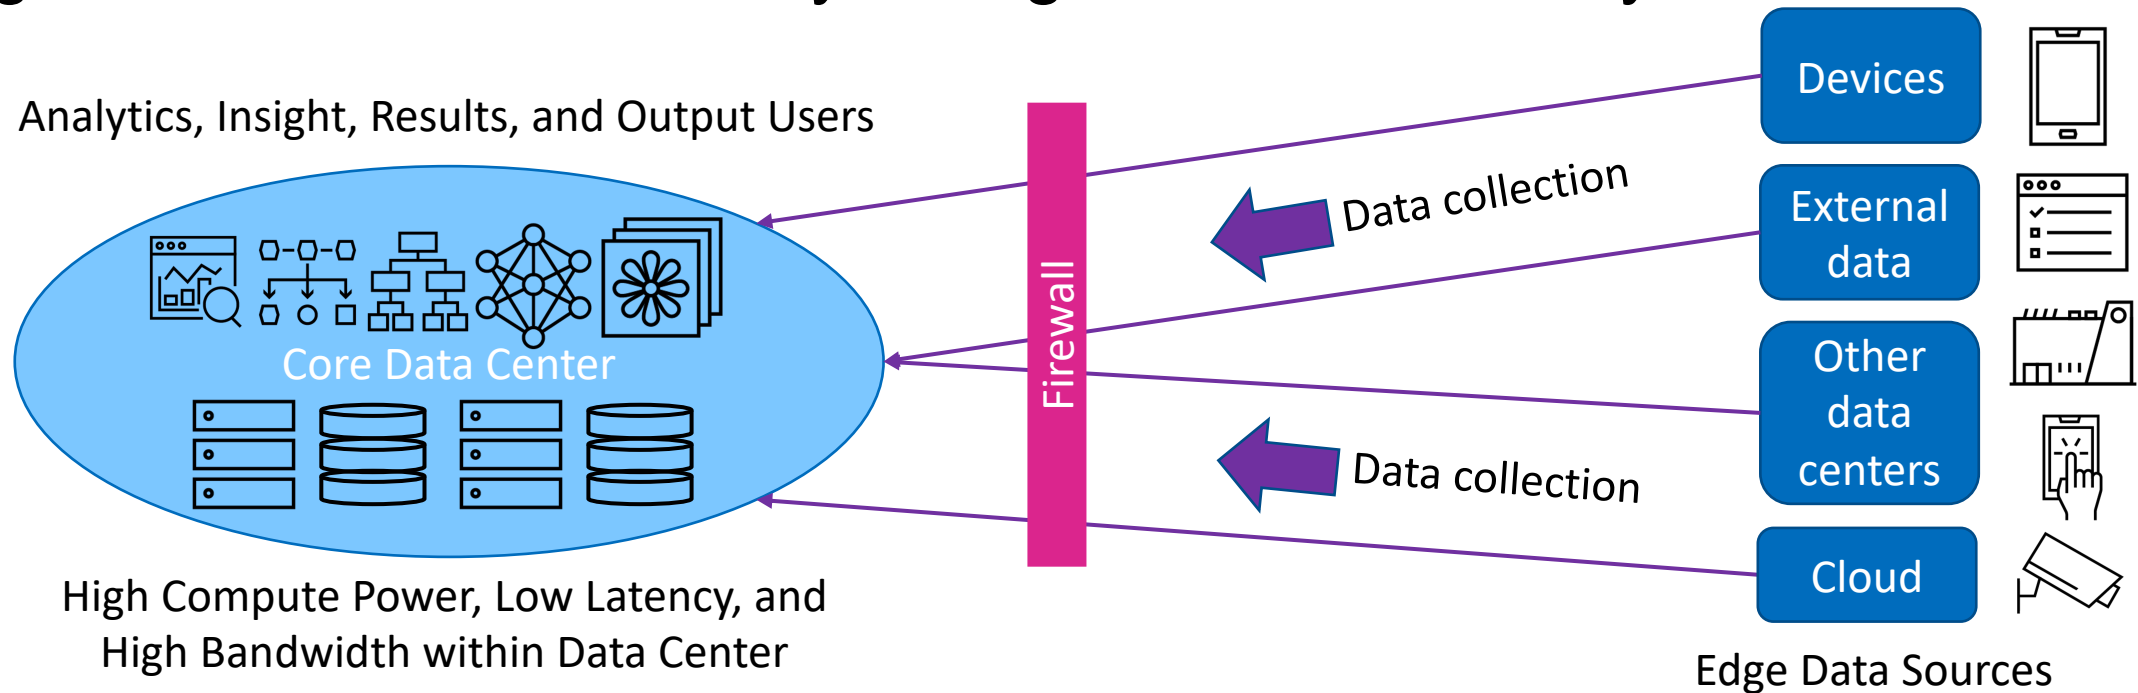 Analytics, Insight, Results, and Output Users
Core Data Center
High Compute Power, Low Latency, and
High Bandwidth within Data Center
Firewall
Data collection
Data collection
Devices
External
data
Other
data
centers
Cloud
Edge Data Sources